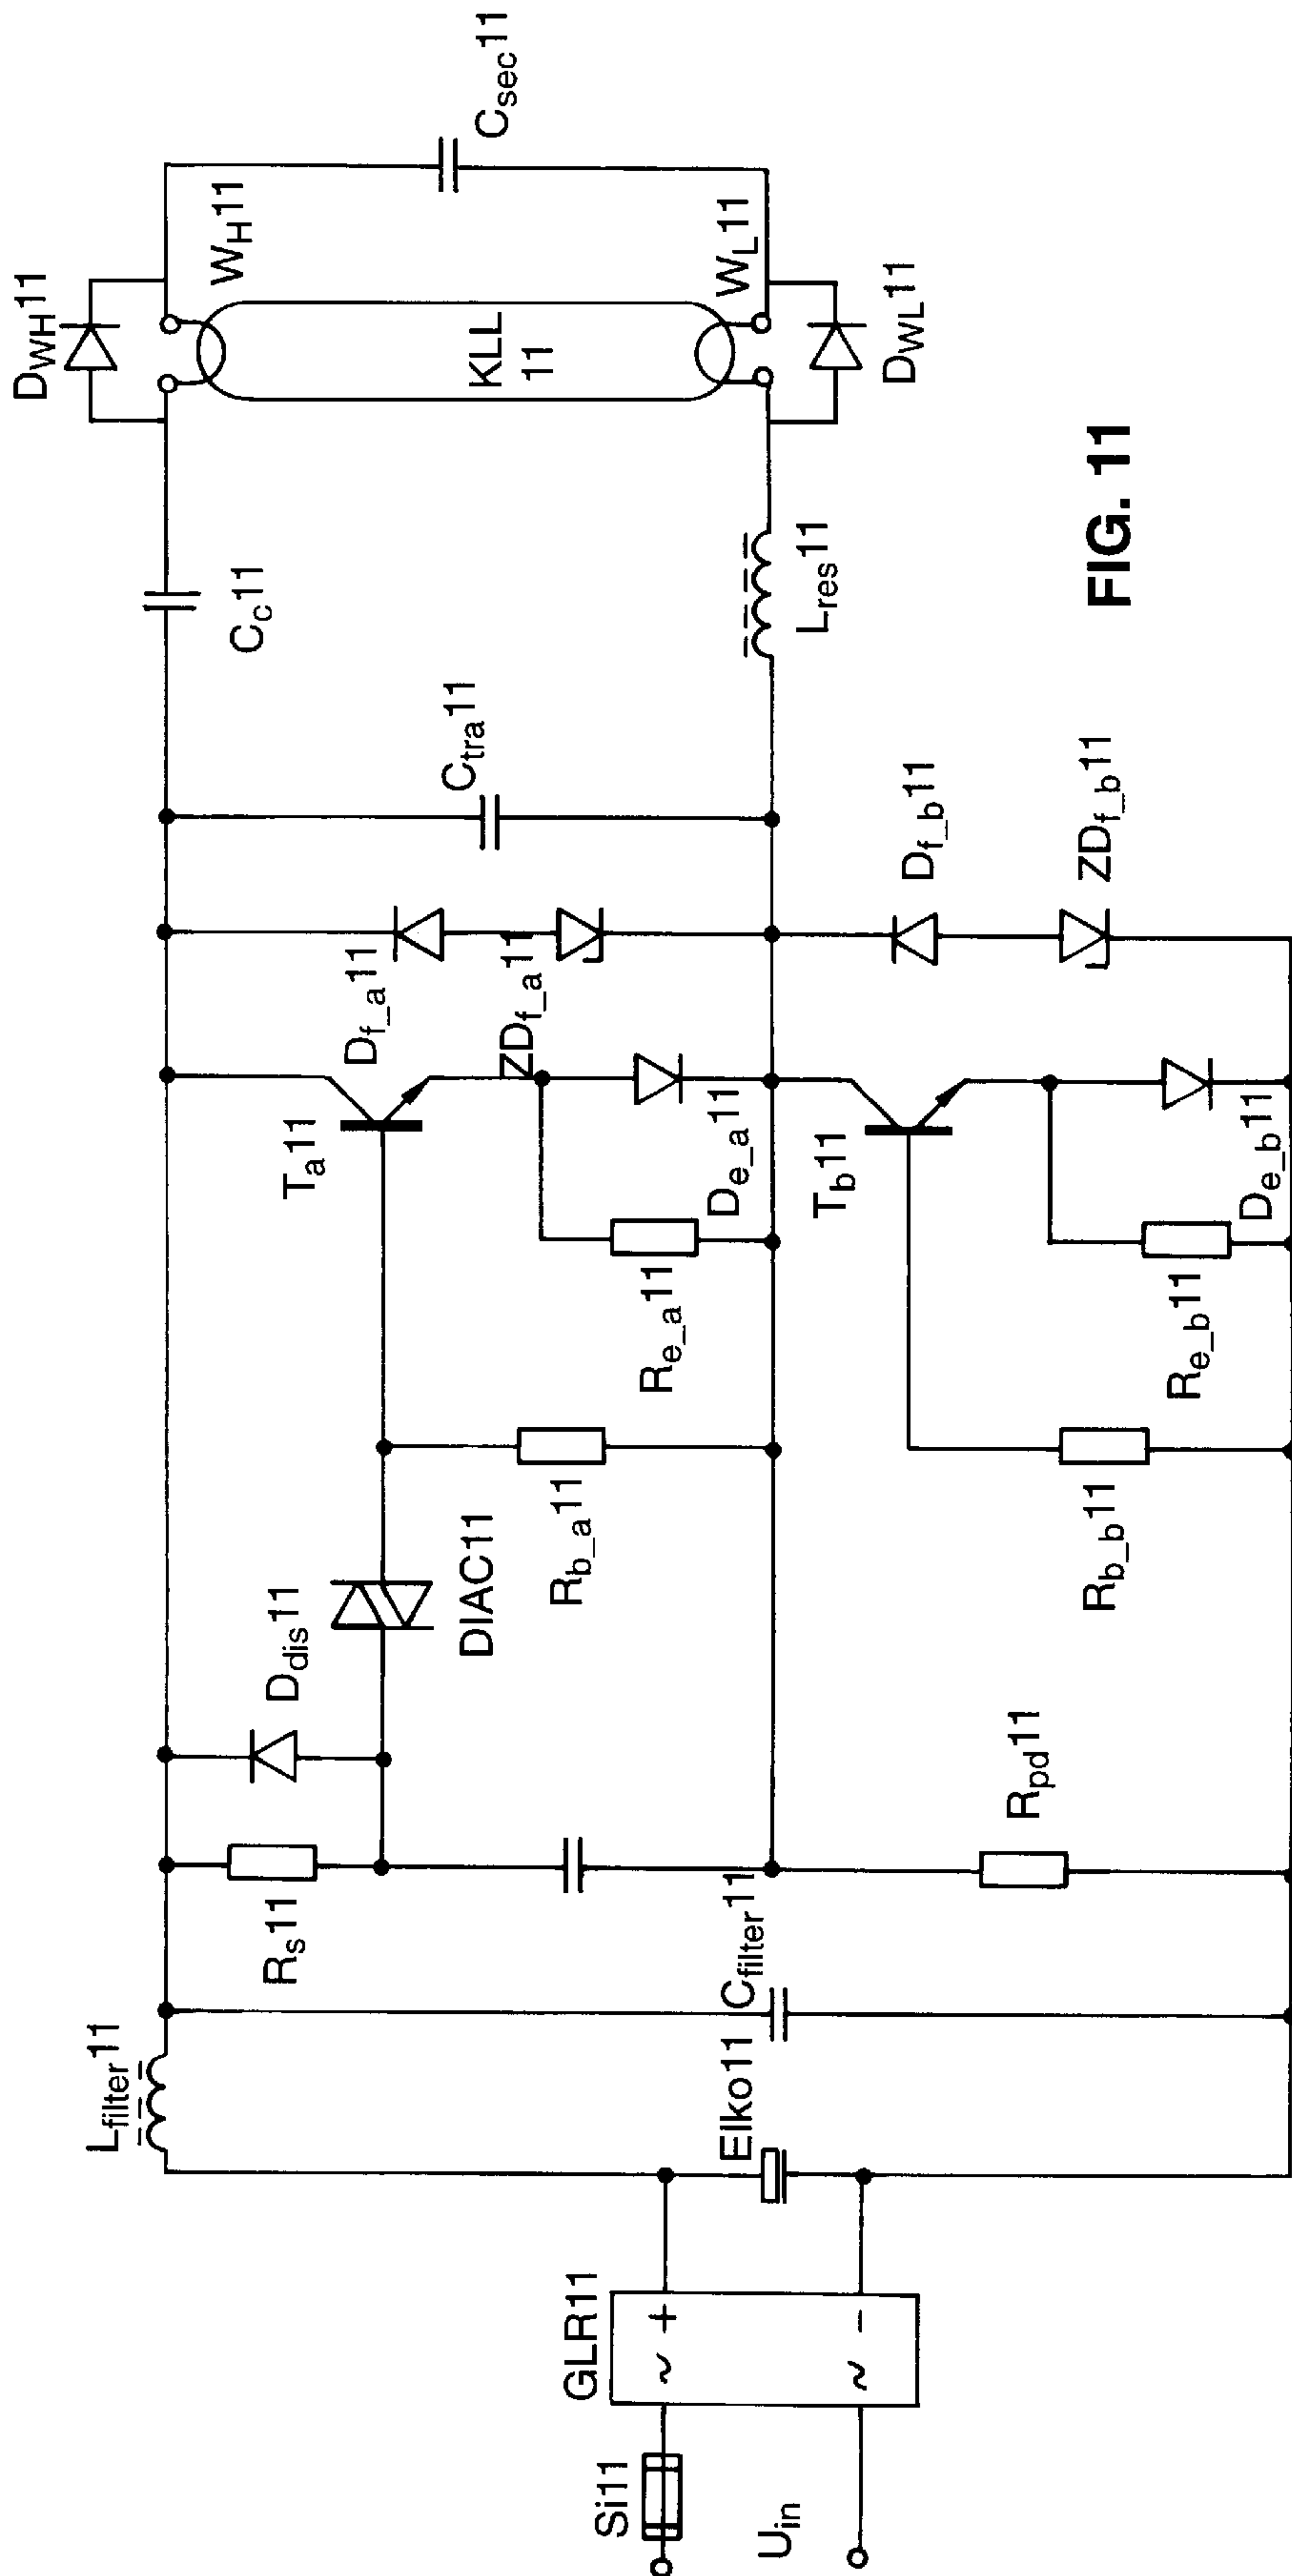 Si11
U_in
GLR11
~ +
~ −
Elko11
L_filter11
C_filter11
R_s11
D_dis11
DIAC11
R_pd11
R_b_a11
R_b_b11
T_a11
R_e_a11
D_e_a11
T_b11
R_e_b11
D_e_b11
D_f_a11
ZD_f_a11
D_f_b11
ZD_f_b11
C_tra11
C_c11
L_res11
D_WH11
W_H11
KLL
11
W_L11
D_WL11
C_sec11
FIG. 11